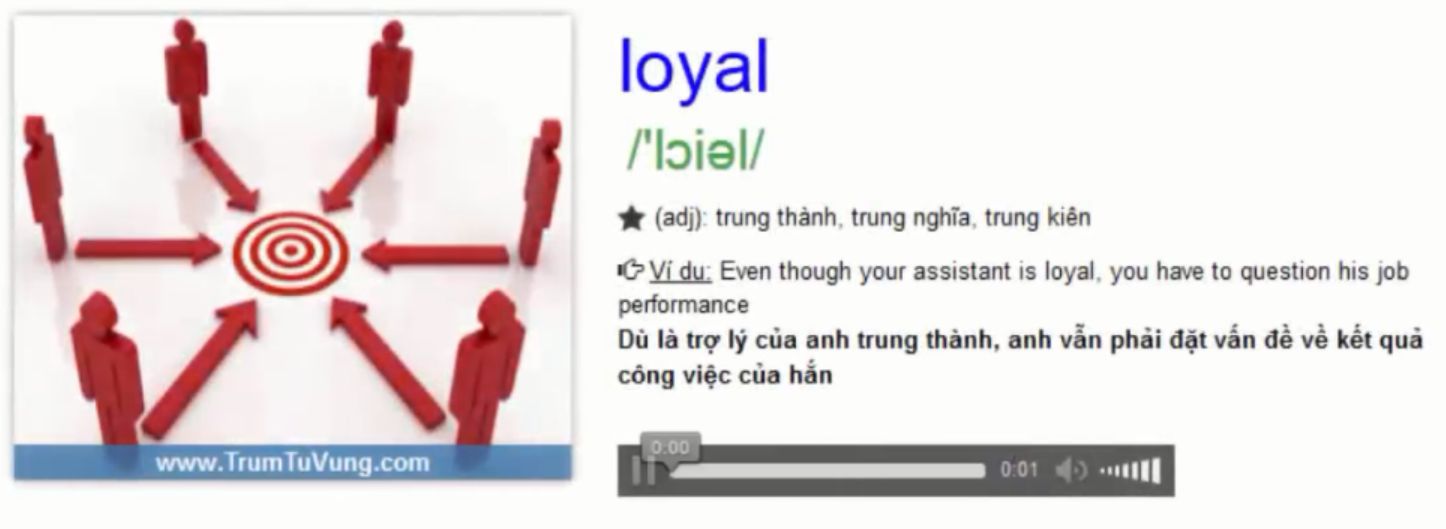 loyal
/'lɔiəl/
★ (adj): trung thành, trung nghĩa, trung kiên
Ví du: Even though your assistant is loyal, you have to question his job
performance
Dù là trợ lý của anh trung thành, anh vẫn phải đặt vấn đề về kết quả
công việc của hắn
0:00
0:01
www.TrumTuVung.com